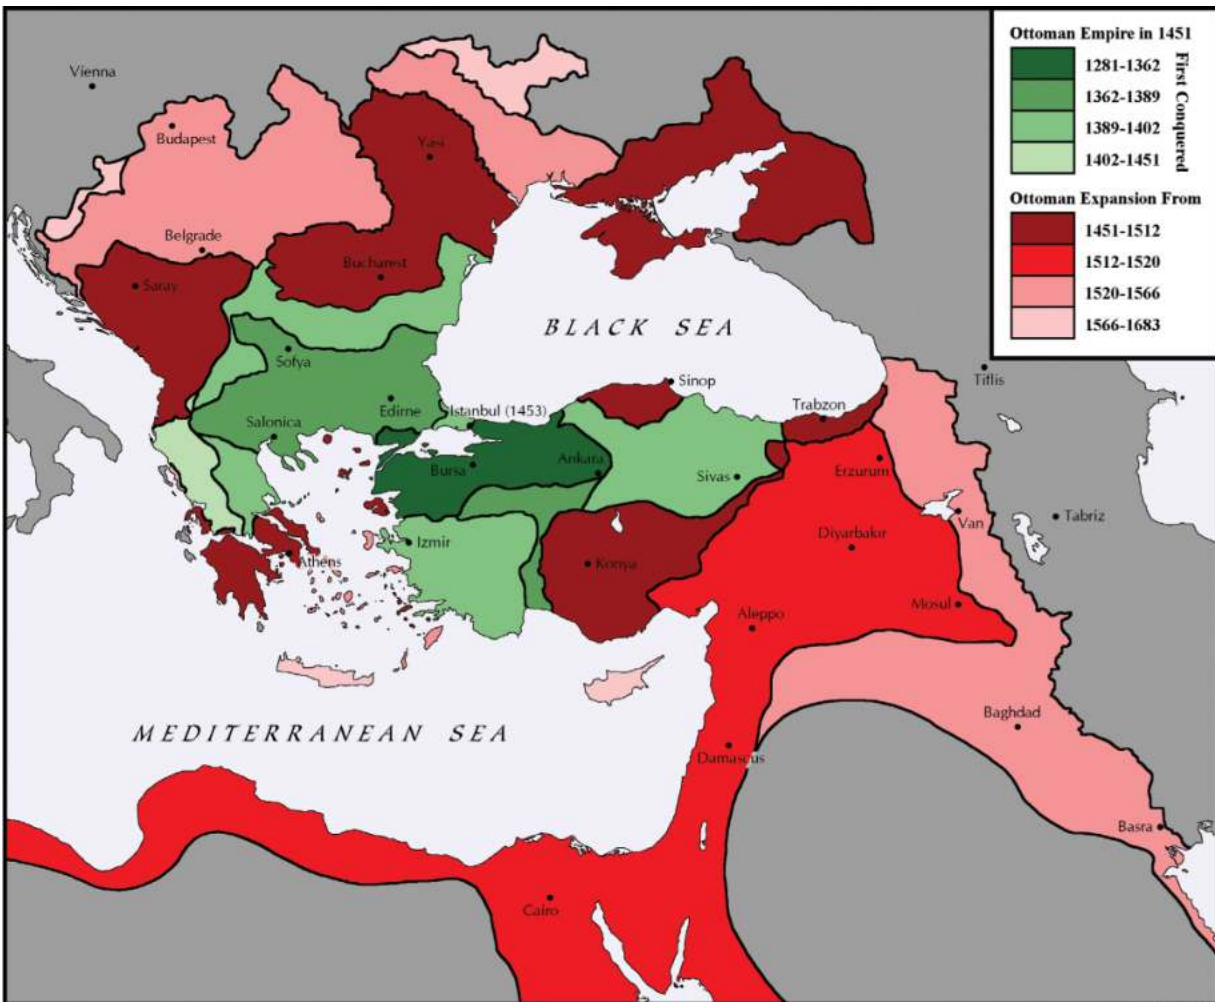 Ottoman Empire in 1451
1281-1362
1362-1389
1389-1402
1402-1451
First Conquered
Ottoman Expansion From
1451-1512
1512-1520
1520-1566
1566-1683
Vienna
Budapest
Yasi
Belgrade
Saray
Bucharest
BLACK SEA
Sofya
Sinop
Tiflis
Edirne
Istanbul (1453)
Trabzon
Salonica
Bursa
Ankara
Sivas
Erzurum
Van
Tabriz
Izmir
Diyarbakır
Athens
Konya
Mosul
Aleppo
MEDITERRANEAN SEA
Baghdad
Damascus
Basra
Cairo